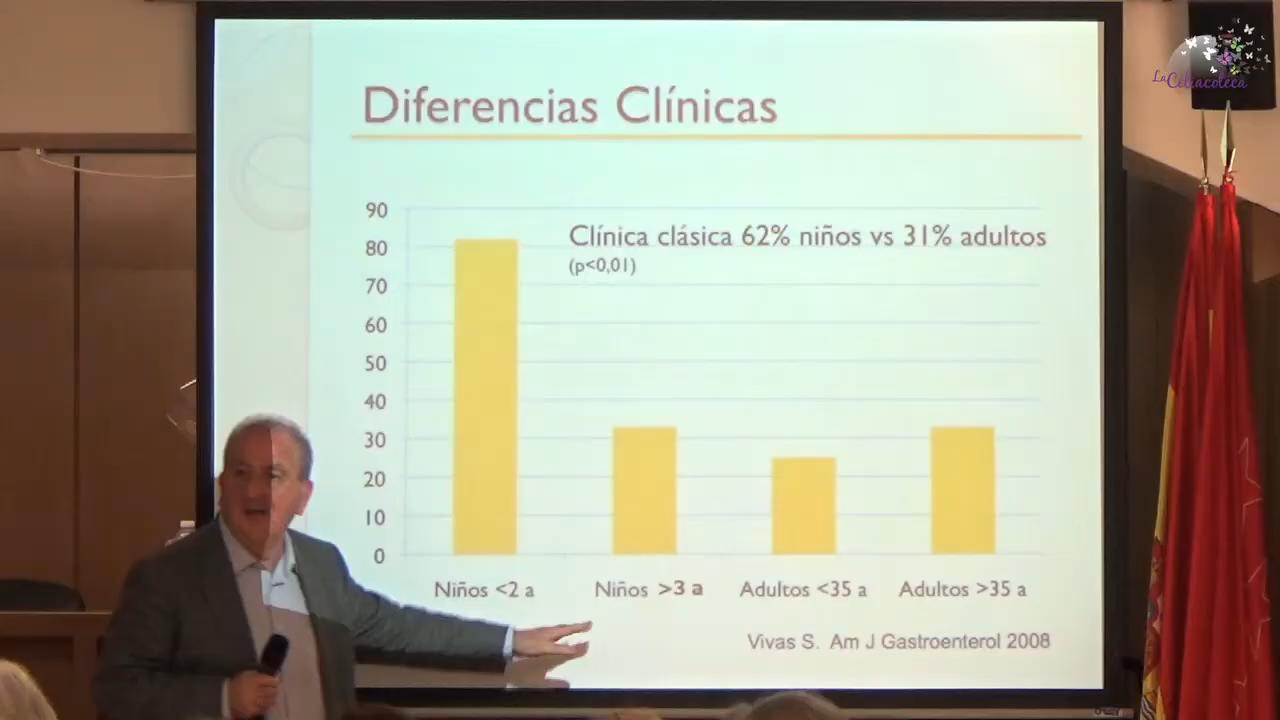 La Celiacoteca
Diferencias Clínicas
90
80
70
60
50
40
30
20
10
0
Clínica clásica 62% niños vs 31% adultos
(p<0,01)
Niños <2 a
Niños >3 a
Adultos <35 a
Adultos >35 a
Vivas S. Am J Gastroenterol 2008